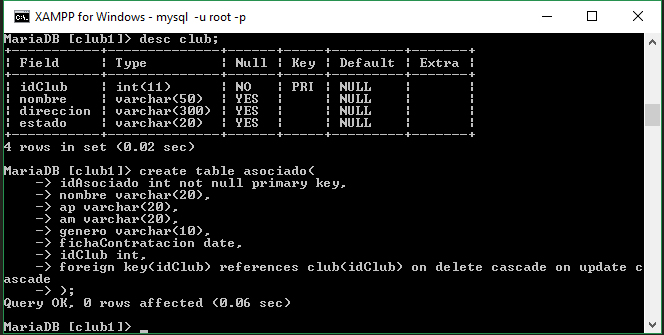 XAMPP for Windows - mysql -u root -p
MariaDB [club1]> desc club;
+-----------+--------------+------+-----+---------+-------+
| Field | Type | Null | Key | Default | Extra |
+-----------+--------------+------+-----+---------+-------+
| idClub | int(11) | NO | PRI | NULL | |
| nombre | varchar(50) | YES | | NULL | |
| direccion | varchar(300) | YES | | NULL | |
| estado | varchar(20) | YES | | NULL | |
+-----------+--------------+------+-----+---------+-------+
4 rows in set (0.02 sec)
MariaDB [club1]> create table asociado(
-> idAsociado int not null primary key,
-> nombre varchar(20),
-> ap varchar(20),
-> am varchar(20),
-> genero varchar(10),
-> fichaContratacion date,
-> idClub int,
-> foreign key(idClub) references club(idClub) on delete cascade on update c
ascade
-> );
Query OK, 0 rows affected (0.06 sec)
MariaDB [club1]> _